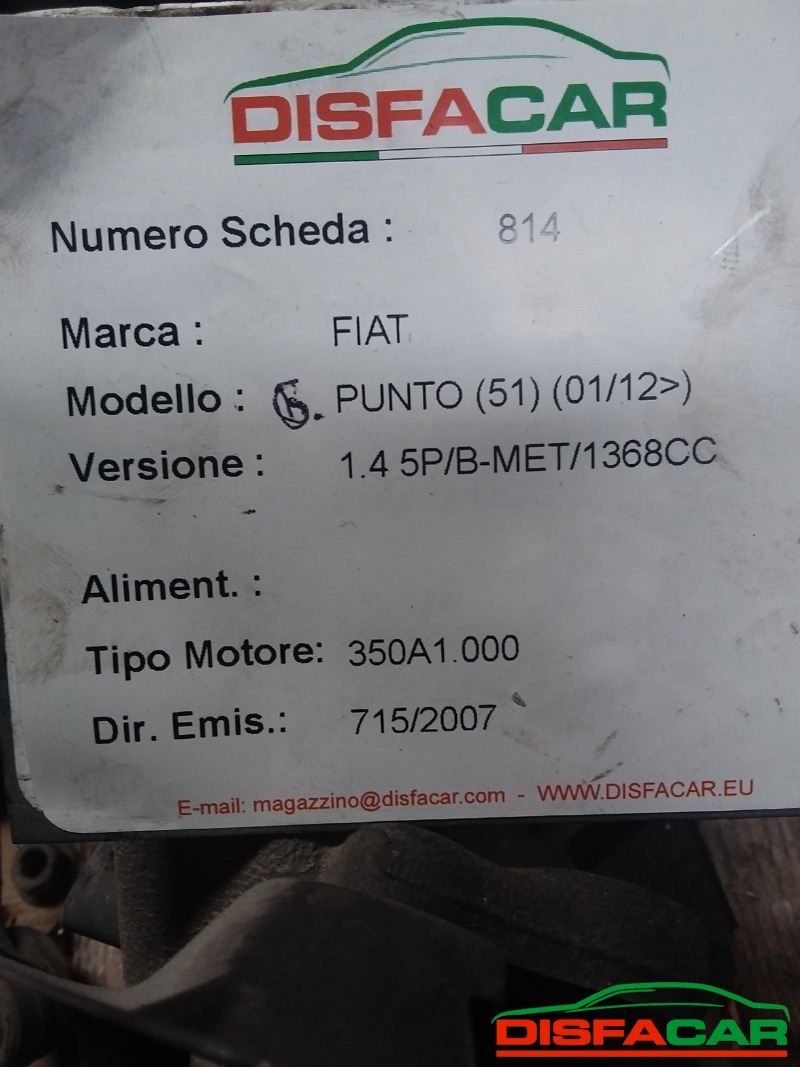 DISFACAR
Numero Scheda : 814
Marca : FIAT
Modello : G. PUNTO (51) (01/12>)
Versione : 1.4 5P/B-MET/1368CC
Aliment. :
Tipo Motore: 350A1.000
Dir. Emis.: 715/2007
E-mail: magazzino@disfacar.com - WWW.DISFACAR.EU
DISFACAR